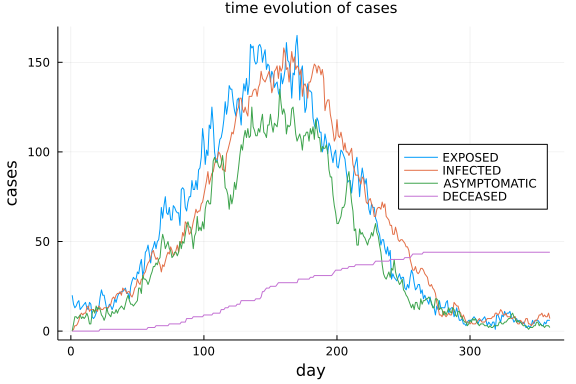 time evolution of cases
cases
150
100
50
0
EXPOSED
INFECTED
ASYMPTOMATIC
DECEASED
0 100 200 300
day